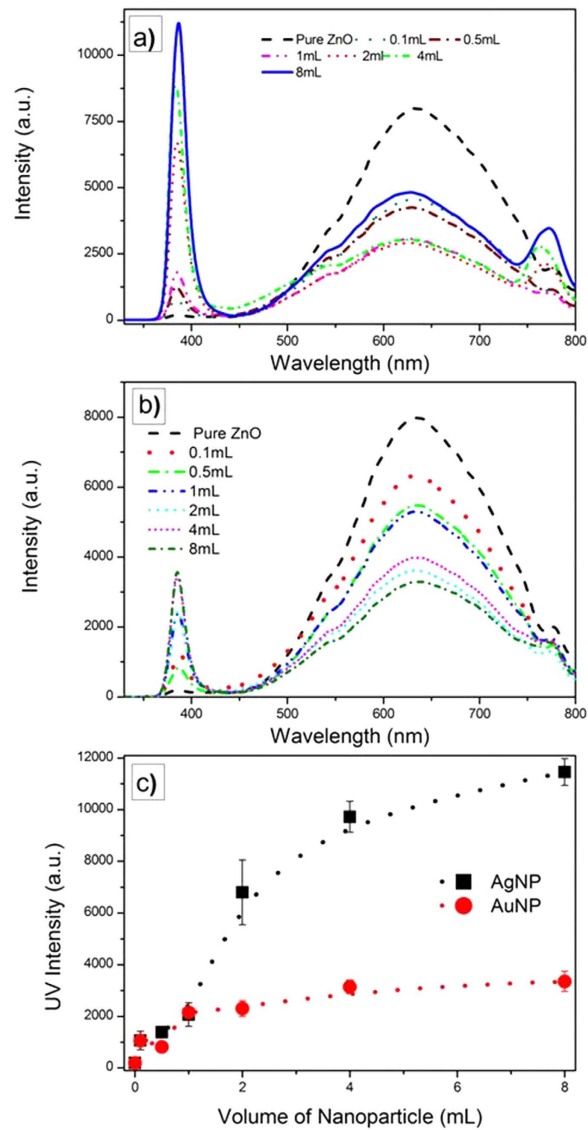 a)
Pure ZnO 0.1mL 0.5mL
1mL 2ml 4mL
8mL
10000
7500
5000
2500
0
Intensity (a.u.)
400 500 600 700 800
Wavelength (nm)
b)
Pure ZnO
0.1mL
0.5mL
1mL
2mL
4mL
8mL
8000
6000
4000
2000
0
Intensity (a.u.)
400 500 600 700 800
Wavelength (nm)
c)
12000
10000
8000
6000
4000
2000
0
UV Intensity (a.u.)
AgNP
AuNP
0 2 4 6 8
Volume of Nanoparticle (mL)